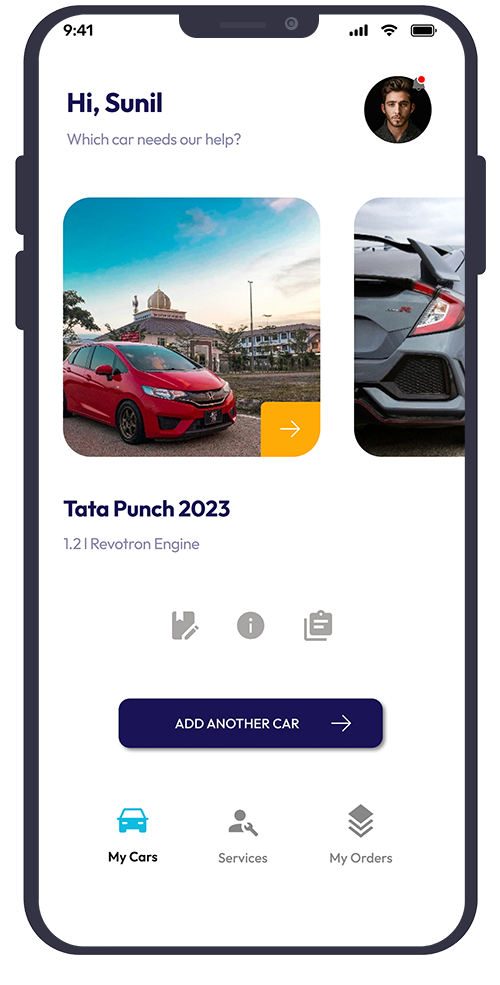 9:41
Hi, Sunil
Which car needs our help?
Tata Punch 2023
1.2 l Revotron Engine
ADD ANOTHER CAR
My Cars
Services
My Orders